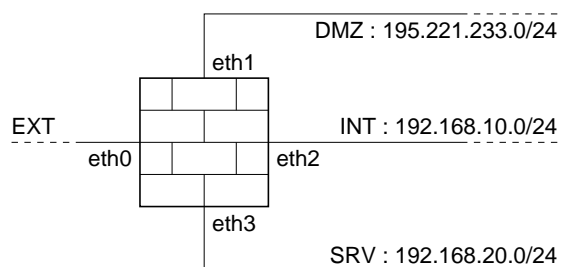 DMZ : 195.221.233.0/24
eth1
EXT
INT : 192.168.10.0/24
eth0
eth2
eth3
SRV : 192.168.20.0/24